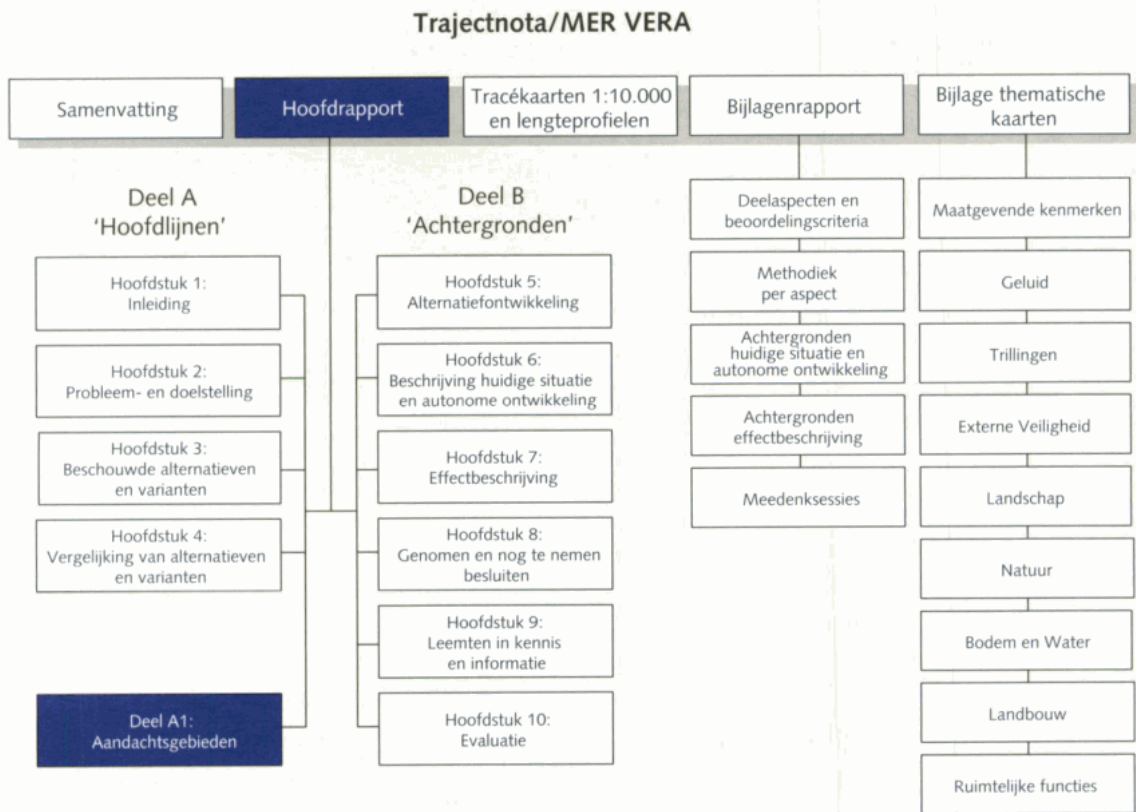 Trajectnota/MER VERA
Samenvatting
Hoofdrapport
Tracékaarten 1:10.000
en lengteprofielen
Bijlagenrapport
Bijlage thematische
kaarten
Deel A
'Hoofdlijnen'
Hoofdstuk 1:
Inleiding
Hoofdstuk 2:
Probleem- en doelstelling
Hoofdstuk 3:
Beschouwde alternatieven
en varianten
Hoofdstuk 4:
Vergelijking van alternatieven
en varianten
Deel A1:
Aandachtsgebieden
Deel B
'Achtergronden'
Hoofdstuk 5:
Alternatiefontwikkeling
Hoofdstuk 6:
Beschrijving huidige situatie
en autonome ontwikkeling
Hoofdstuk 7:
Effectbeschrijving
Hoofdstuk 8:
Genomen en nog te nemen
besluiten
Hoofdstuk 9:
Leemten in kennis
en informatie
Hoofdstuk 10:
Evaluatie
Deelaspecten en
beoordelingscriteria
Methodiek
per aspect
Achtergronden
huidige situatie en
autonome ontwikkeling
Achtergronden
effectbeschrijving
Meedenksessies
Maatgevende kenmerken
Geluid
Trillingen
Externe Veiligheid
Landschap
Natuur
Bodem en Water
Landbouw
Ruimtelijke functies